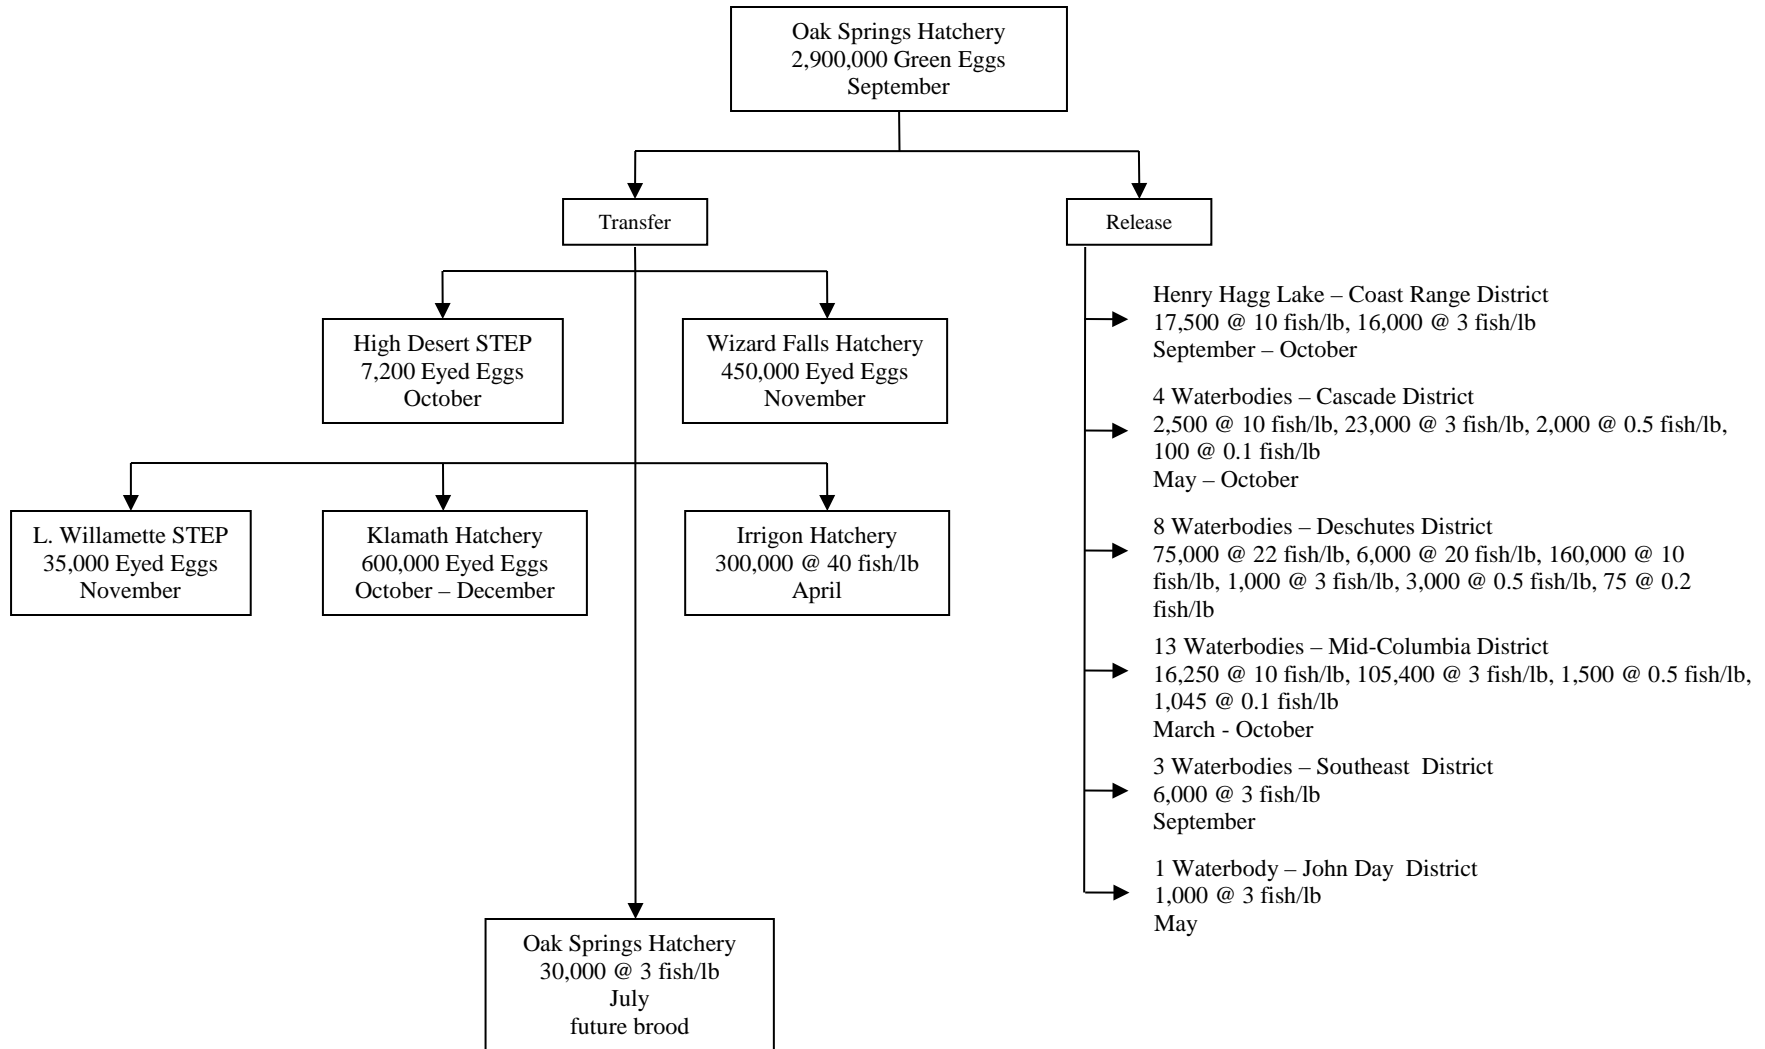 Oak Springs Hatchery
2,900,000 Green Eggs
September
Transfer
Release
High Desert STEP
7,200 Eyed Eggs
October
Wizard Falls Hatchery
450,000 Eyed Eggs
November
L. Willamette STEP
35,000 Eyed Eggs
November
Klamath Hatchery
600,000 Eyed Eggs
October – December
Irrigon Hatchery
300,000 @ 40 fish/lb
April
Oak Springs Hatchery
30,000 @ 3 fish/lb
July
future brood
Henry Hagg Lake – Coast Range District
17,500 @ 10 fish/lb, 16,000 @ 3 fish/lb
September – October
4 Waterbodies – Cascade District
2,500 @ 10 fish/lb, 23,000 @ 3 fish/lb, 2,000 @ 0.5 fish/lb,
100 @ 0.1 fish/lb
May – October
8 Waterbodies – Deschutes District
75,000 @ 22 fish/lb, 6,000 @ 20 fish/lb, 160,000 @ 10
fish/lb, 1,000 @ 3 fish/lb, 3,000 @ 0.5 fish/lb, 75 @ 0.2
fish/lb
13 Waterbodies – Mid-Columbia District
16,250 @ 10 fish/lb, 105,400 @ 3 fish/lb, 1,500 @ 0.5 fish/lb,
1,045 @ 0.1 fish/lb
March - October
3 Waterbodies – Southeast  District
6,000 @ 3 fish/lb
September
1 Waterbody – John Day  District
1,000 @ 3 fish/lb
May